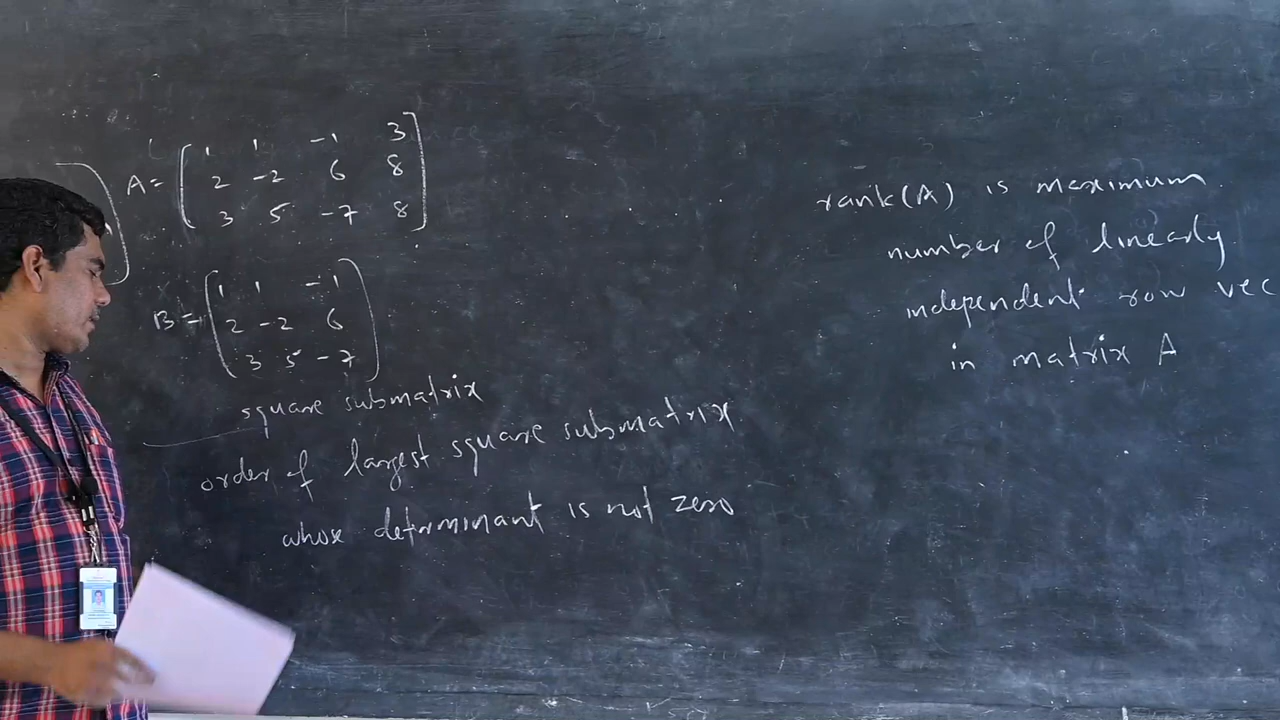 A = [ 1 1 -1 3
2 -2 6 8
3 5 -7 8 ]
B = [ 1 1 -1
2 -2 6
3 5 -7 ]
square submatrix
order of largest square submatrix
whose determinant is not zero
rank(A) is maximum
number of linearly
independent row vec
in matrix A